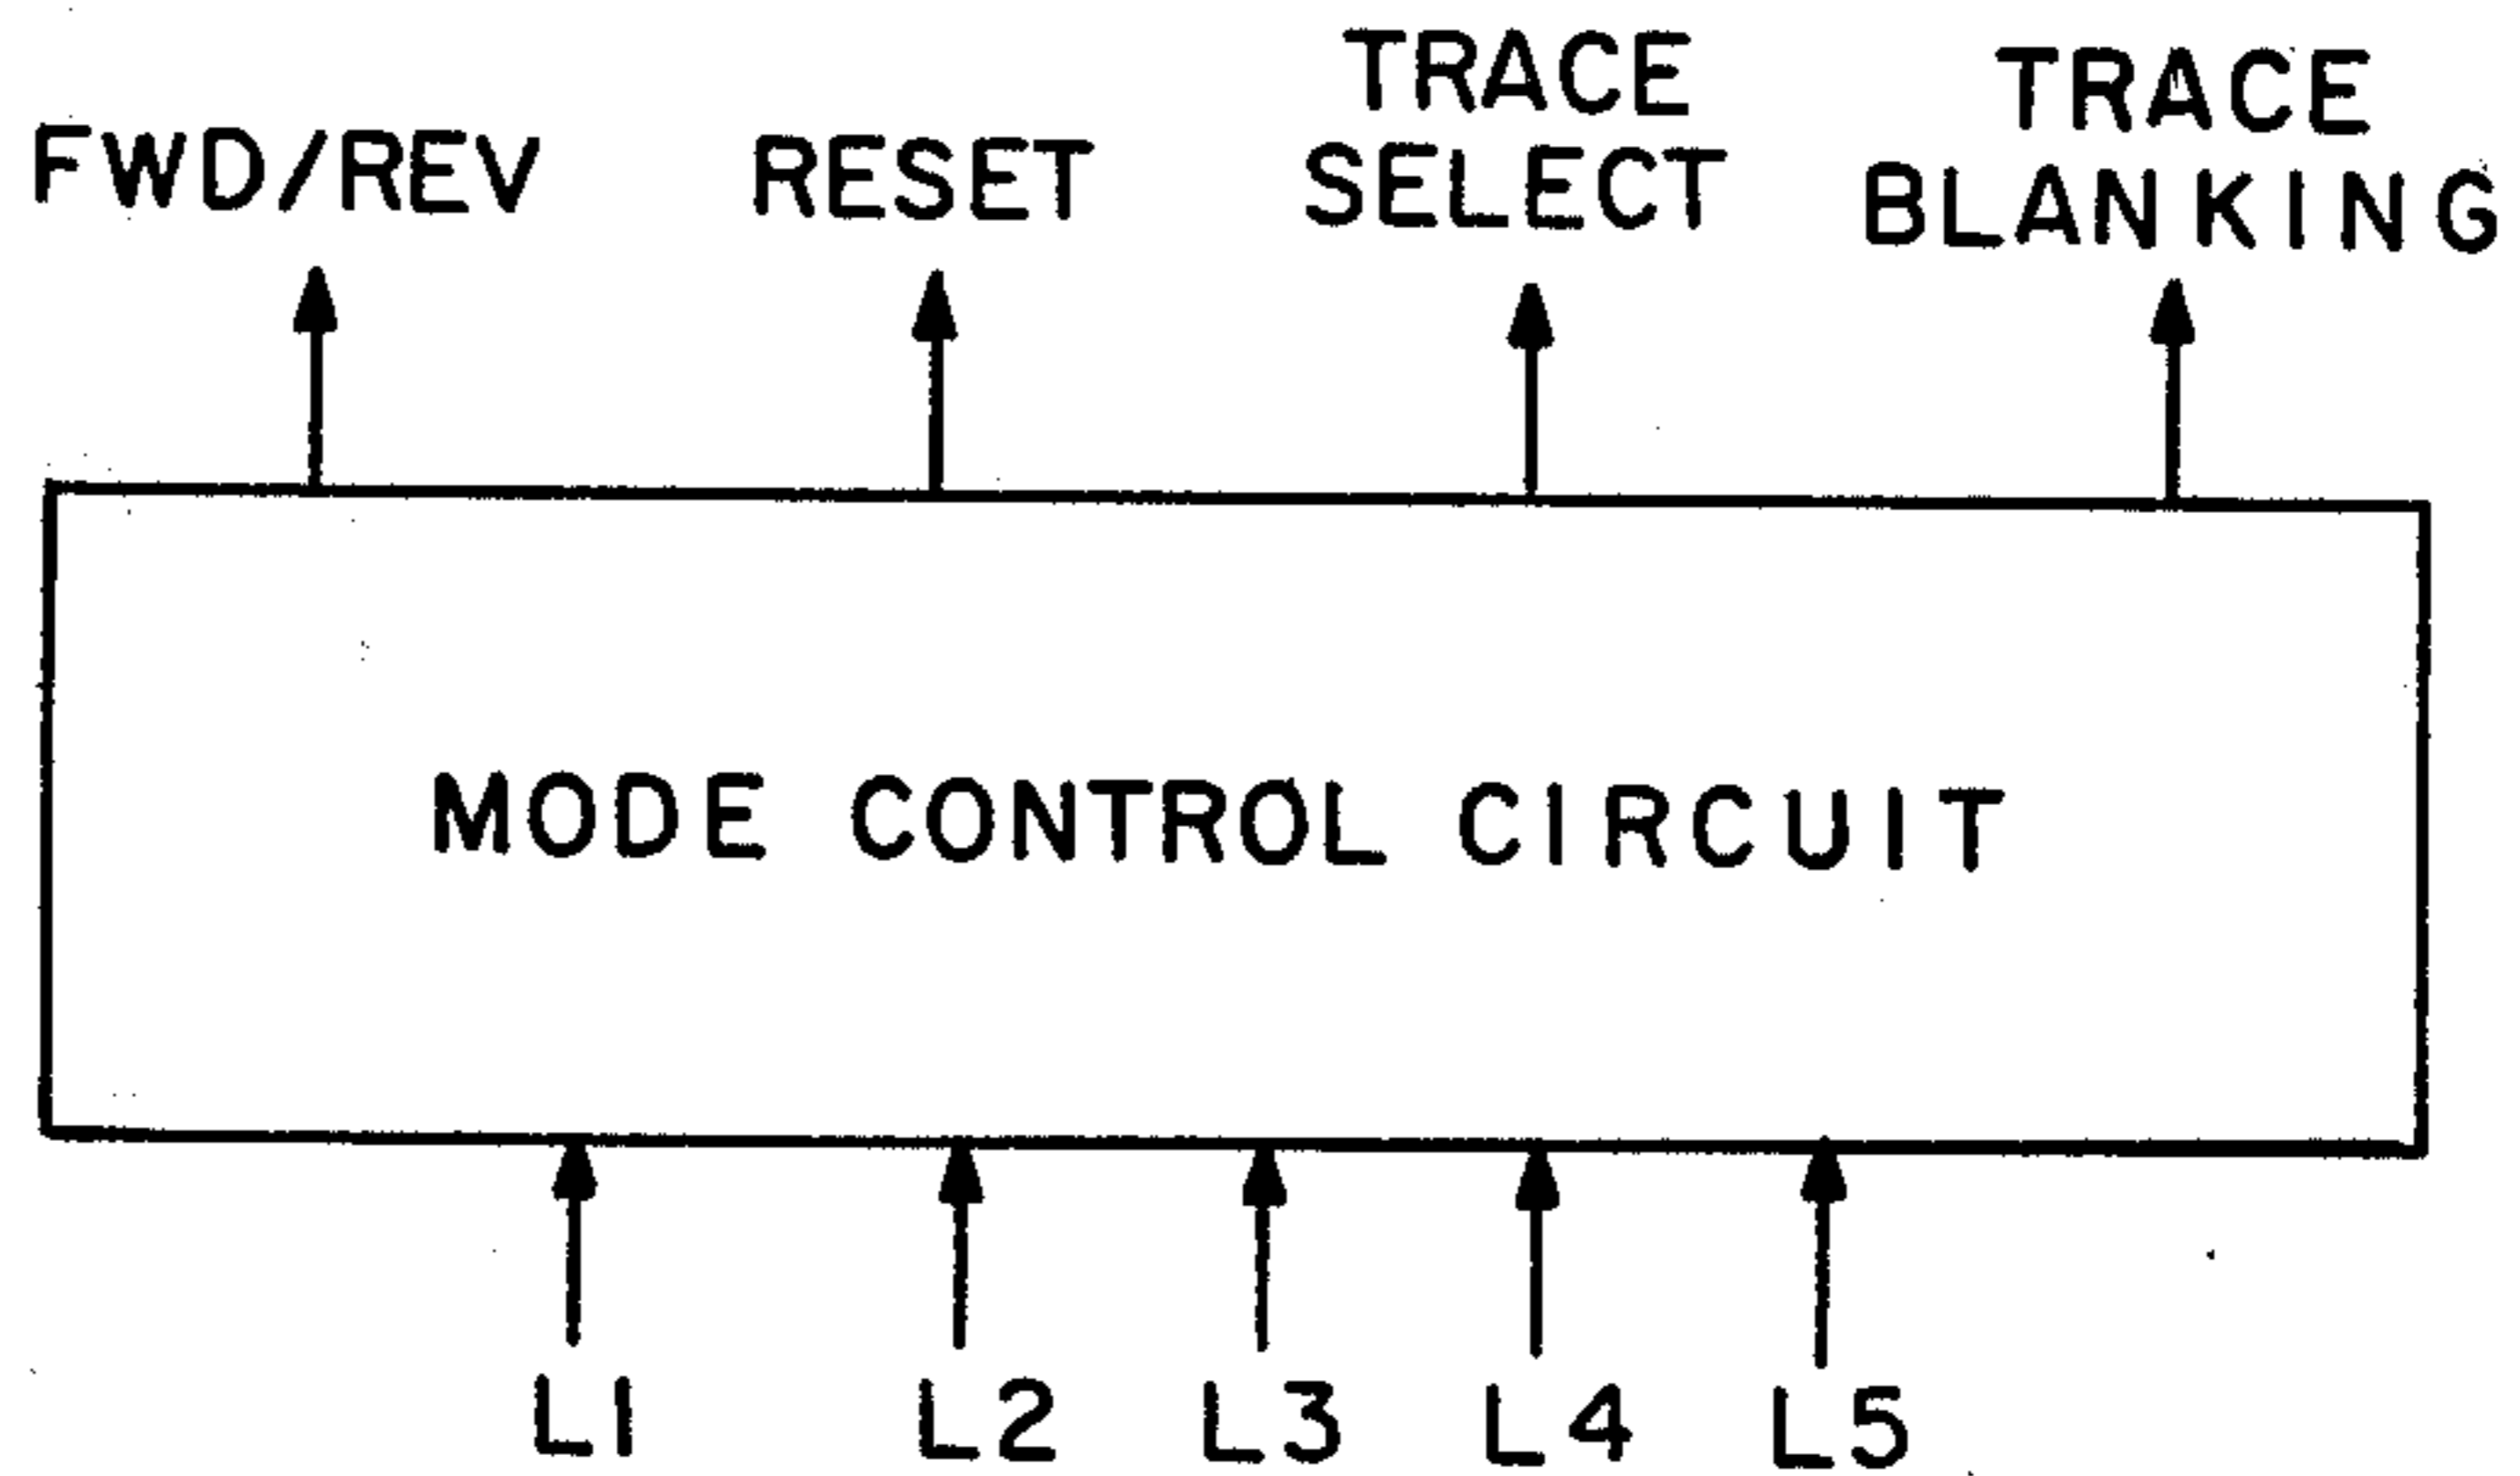 FWD/REV
RESET
TRACE
SELECT
TRACE
BLANKING
MODE CONTROL CIRCUIT
L1
L2
L3
L4
L5